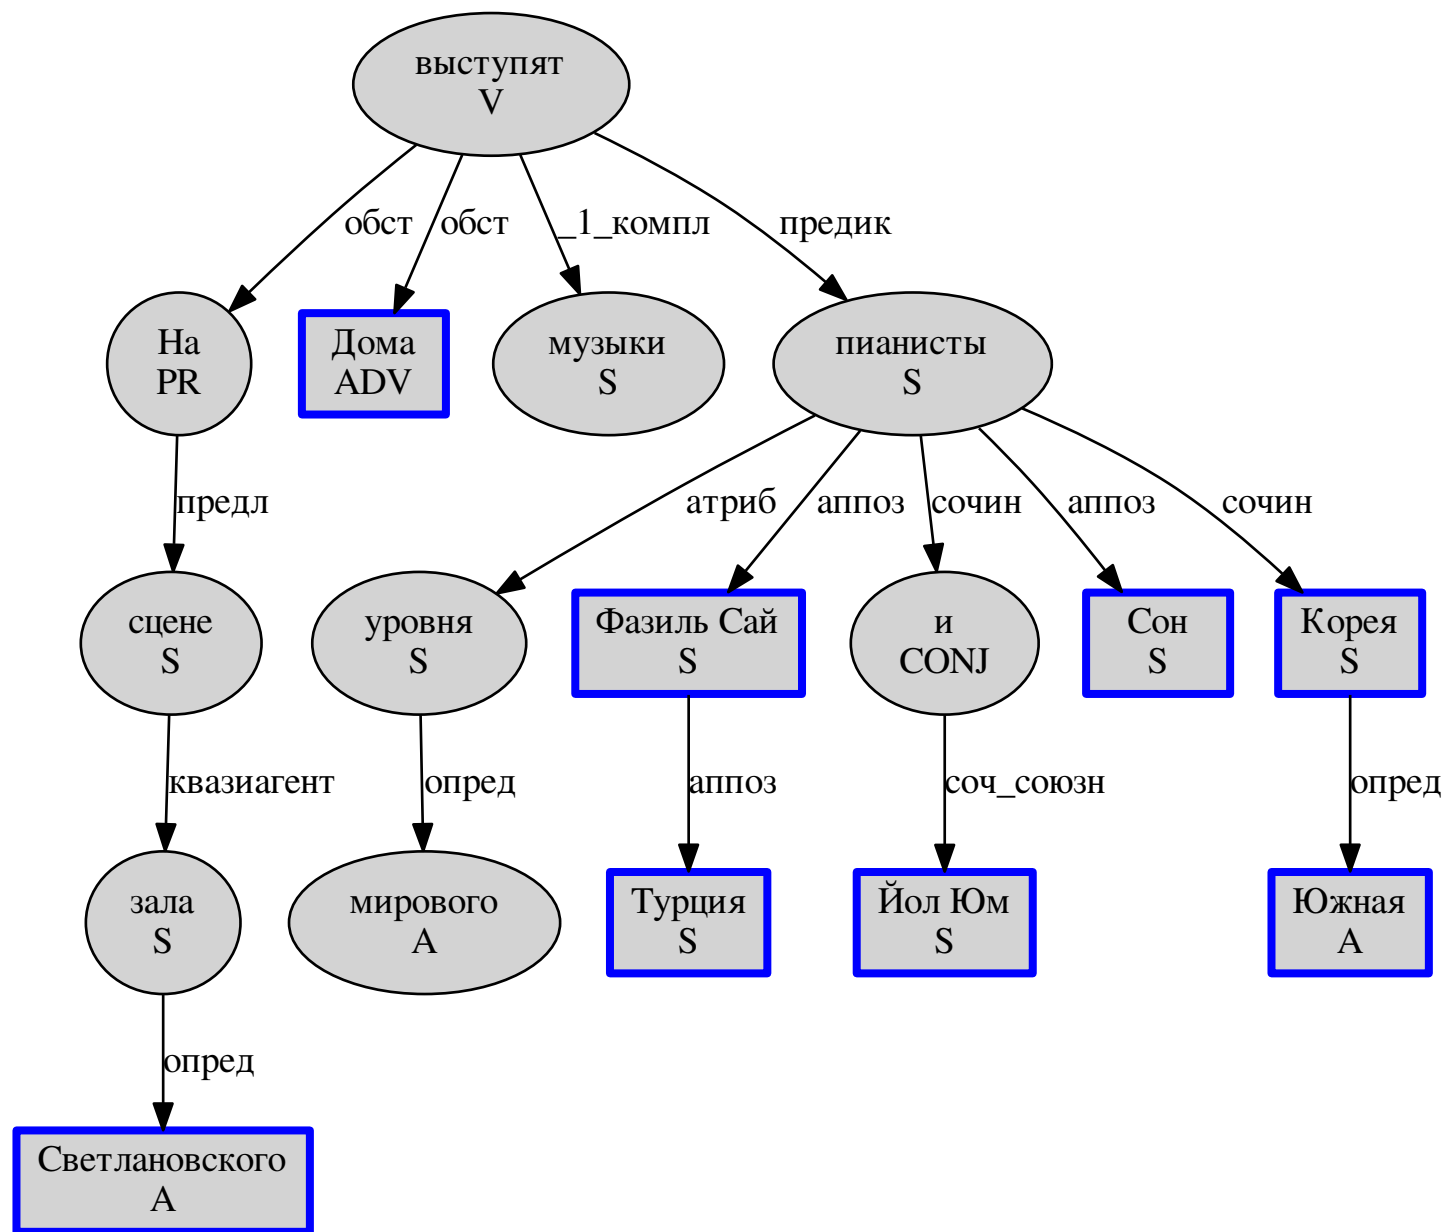 выступят
V
обст
обст
_1_компл
предик
На
PR
Дома
ADV
музыки
S
пианисты
S
предл
атриб
аппоз
сочин
аппоз
сочин
сцене
S
уровня
S
Фазиль Сай
S
и
CONJ
Сон
S
Корея
S
квазиагент
опред
аппоз
соч_союзн
опред
зала
S
мирового
A
Турция
S
Йол Юм
S
Южная
A
опред
Светлановского
A